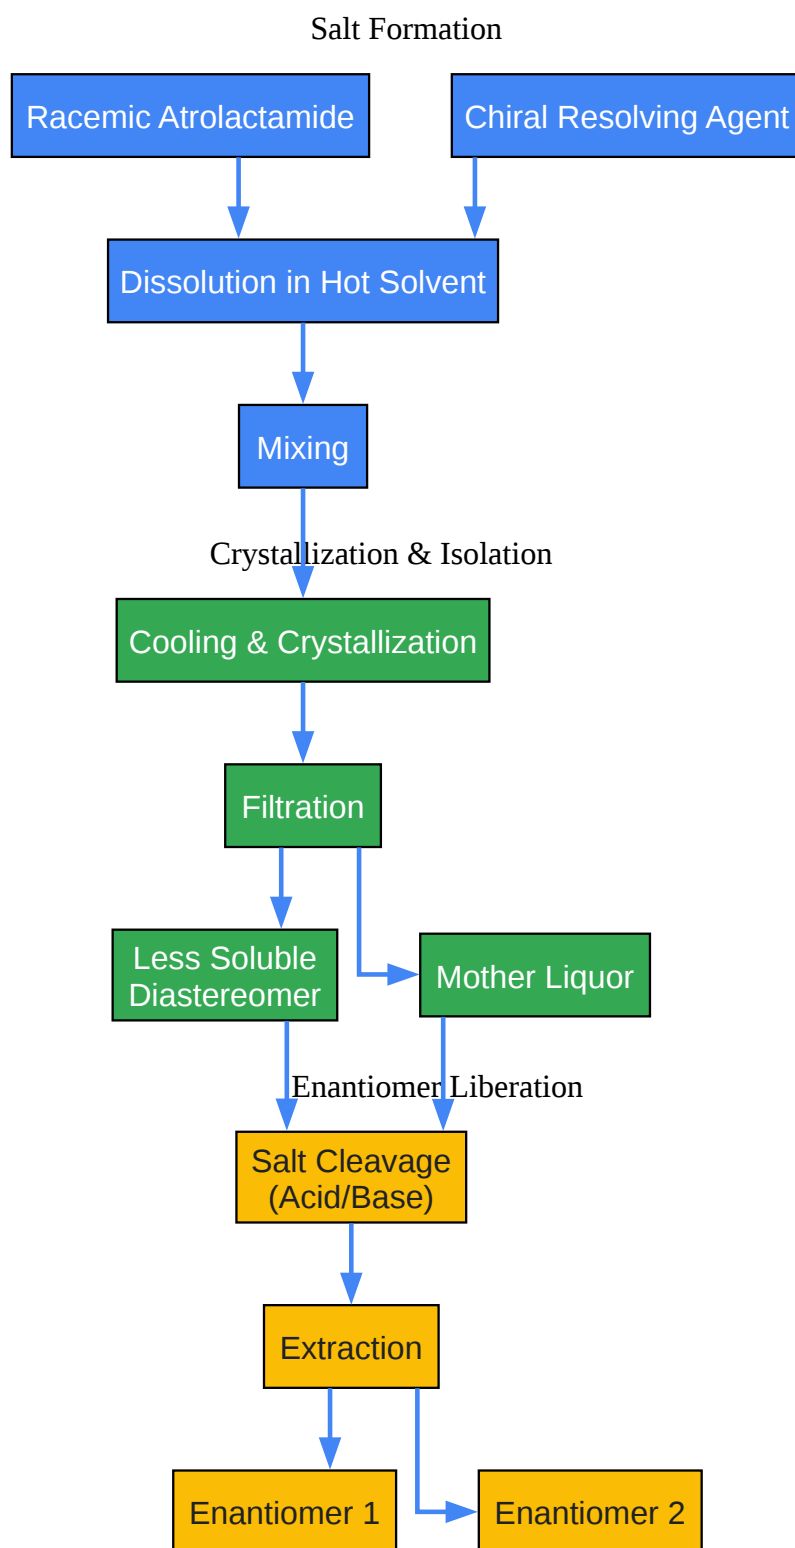 Salt Formation
Racemic Atrolactamide
Chiral Resolving Agent
Dissolution in Hot Solvent
Mixing
Crystallization & Isolation
Cooling & Crystallization
Filtration
Less Soluble
Diastereomer
Mother Liquor
Enantiomer Liberation
Salt Cleavage
(Acid/Base)
Extraction
Enantiomer 1
Enantiomer 2